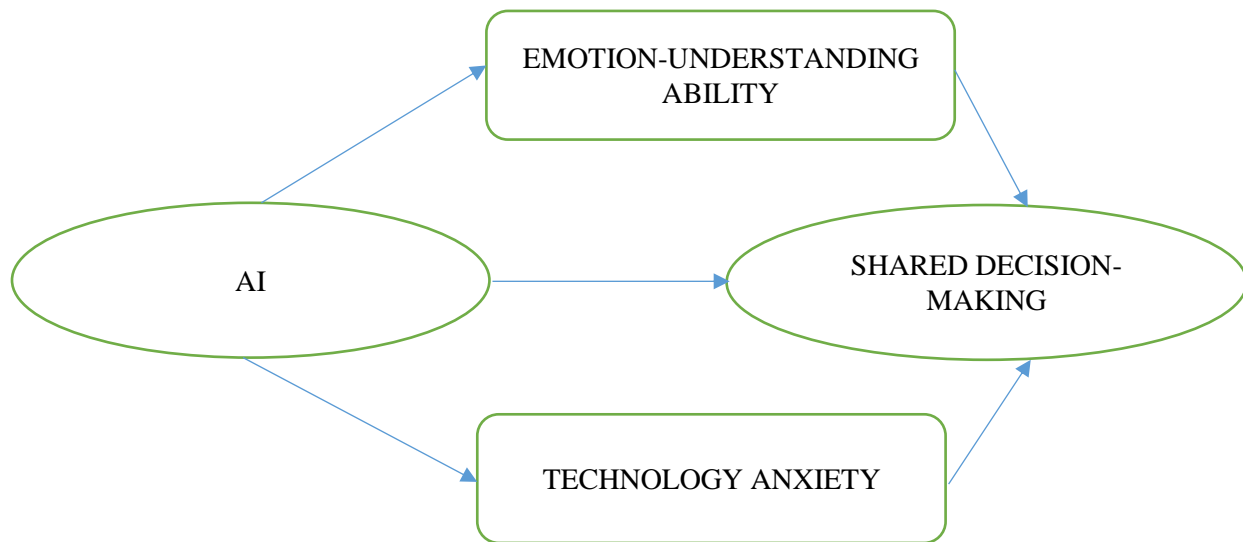 EMOTION-UNDERSTANDING
ABILITY
AI
SHARED DECISION-
MAKING
TECHNOLOGY ANXIETY